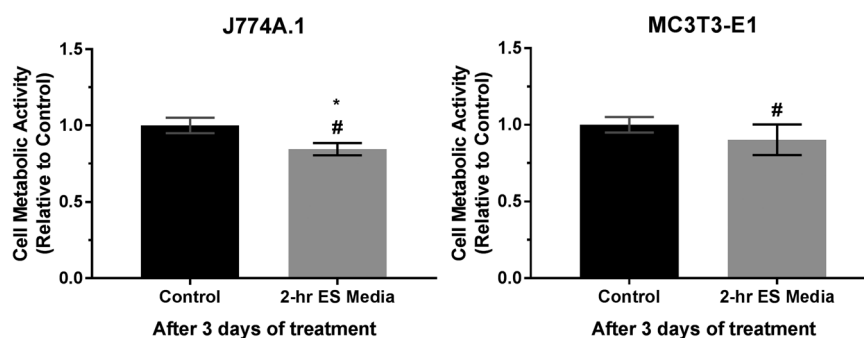 J774A.1
Cell Metabolic Activity
(Relative to Control)
1.5
1.0
0.5
0.0
*
#
Control
2-hr ES Media
After 3 days of treatment
MC3T3-E1
Cell Metabolic Activity
(Relative to Control)
1.5
1.0
0.5
0.0
#
Control
2-hr ES Media
After 3 days of treatment